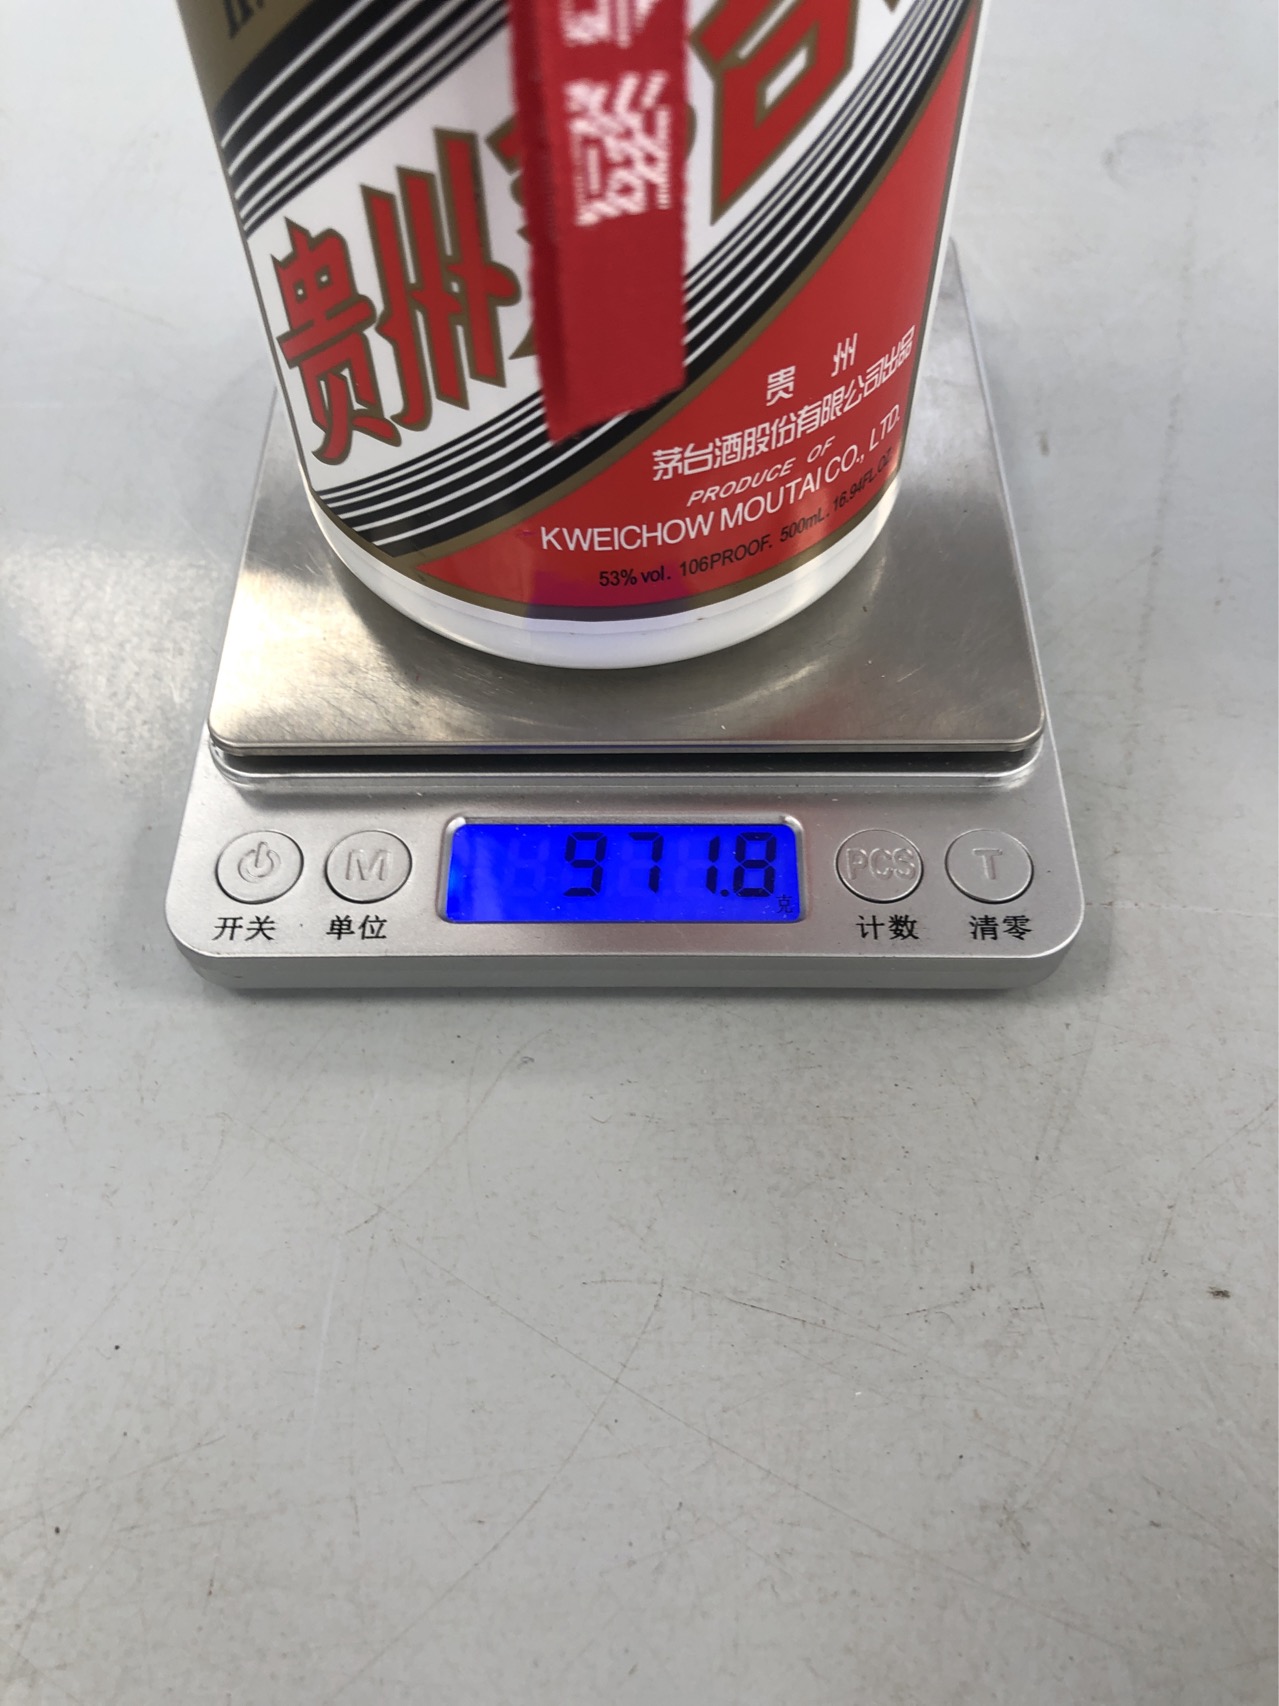 贵州
贵 州
茅台酒股份有限公司出品
PRODUCE OF
KWEICHOW MOUTAI CO., LTD.
53% vol. 106PROOF. 500mL. 16.94FL.OZ.
971.8
克
M
PCS
T
开关
单位
计数
清零